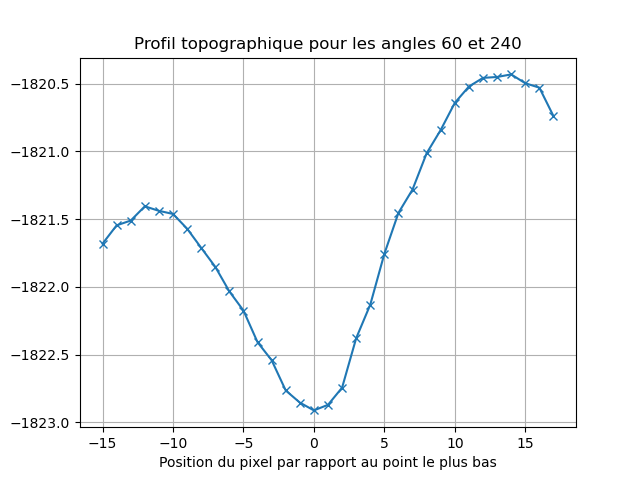 Profil topographique pour les angles 60 et 240
−1820.5
−1821.0
−1821.5
−1822.0
−1822.5
−1823.0
−15 −10 −5 0 5 10 15
Position du pixel par rapport au point le plus bas